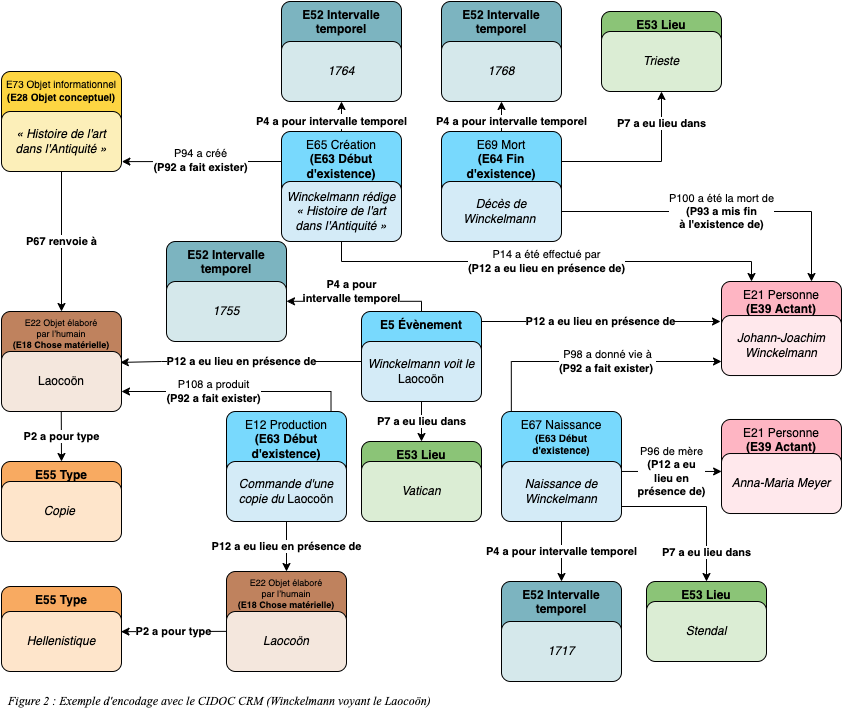 E52 Intervalle
temporel
1764
E52 Intervalle
temporel
1768
E53 Lieu
Trieste
E73 Objet informationnel
(E28 Objet conceptuel)
« Histoire de l'art
dans l'Antiquité »
P4 a pour intervalle temporel
P4 a pour intervalle temporel
P7 a eu lieu dans
P94 a créé
(P92 a fait exister)
E65 Création
(E63 Début
d'existence)
Winckelmann rédige
« Histoire de l'art
dans l'Antiquité »
E69 Mort
(E64 Fin
d'existence)
Décès de
Winckelmann
P100 a été la mort de
(P93 a mis fin
à l'existence de)
P67 renvoie à
P14 a été effectué par
(P12 a eu lieu en présence de)
E52 Intervalle
temporel
1755
P4 a pour
intervalle temporel
E21 Personne
(E39 Actant)
Johann-Joachim
Winckelmann
E22 Objet élaboré
par l'humain
(E18 Chose matérielle)
Laocoön
E5 Évènement
Winckelmann voit le
Laocoön
P12 a eu lieu en présence de
P12 a eu lieu en présence de
P98 a donné vie à
(P92 a fait exister)
P108 a produit
(P92 a fait exister)
P2 a pour type
P7 a eu lieu dans
E12 Production
(E63 Début
d'existence)
Commande d'une
copie du Laocoön
E67 Naissance
(E63 Début
d'existence)
Naissance de
Winckelmann
E21 Personne
(E39 Actant)
Anna-Maria Meyer
P96 de mère
(P12 a eu
lieu en
présence de)
E55 Type
Copie
E53 Lieu
Vatican
P12 a eu lieu en présence de
P4 a pour intervalle temporel
P7 a eu lieu dans
E55 Type
Hellenistique
P2 a pour type
E22 Objet élaboré
par l'humain
(E18 Chose matérielle)
Laocoön
E52 Intervalle
temporel
1717
E53 Lieu
Stendal
Figure 2 : Exemple d'encodage avec le CIDOC CRM (Winckelmann voyant le Laocoön)